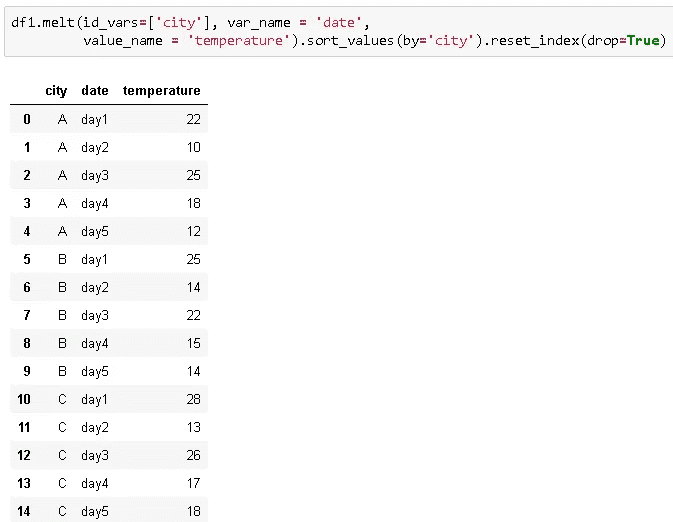 df1.melt(id_vars=['city'], var_name = 'date',
value_name = 'temperature').sort_values(by='city').reset_index(drop=True)
city date temperature
0 A day1 22
1 A day2 10
2 A day3 25
3 A day4 18
4 A day5 12
5 B day1 25
6 B day2 14
7 B day3 22
8 B day4 15
9 B day5 14
10 C day1 28
11 C day2 13
12 C day3 26
13 C day4 17
14 C day5 18